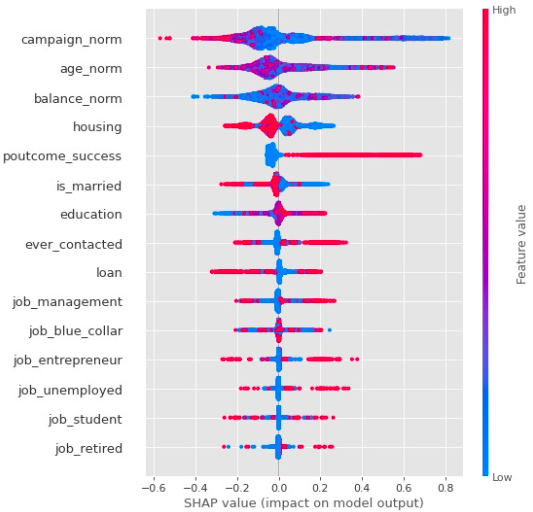 High
campaign_norm
age_norm
balance_norm
housing
poutcome_success
is_married
education
ever_contacted
loan
job_management
job_blue_collar
job_entrepreneur
job_unemployed
job_student
job_retired
Feature value
Low
−0.6 −0.4 −0.2 0.0 0.2 0.4 0.6 0.8
SHAP value (impact on model output)